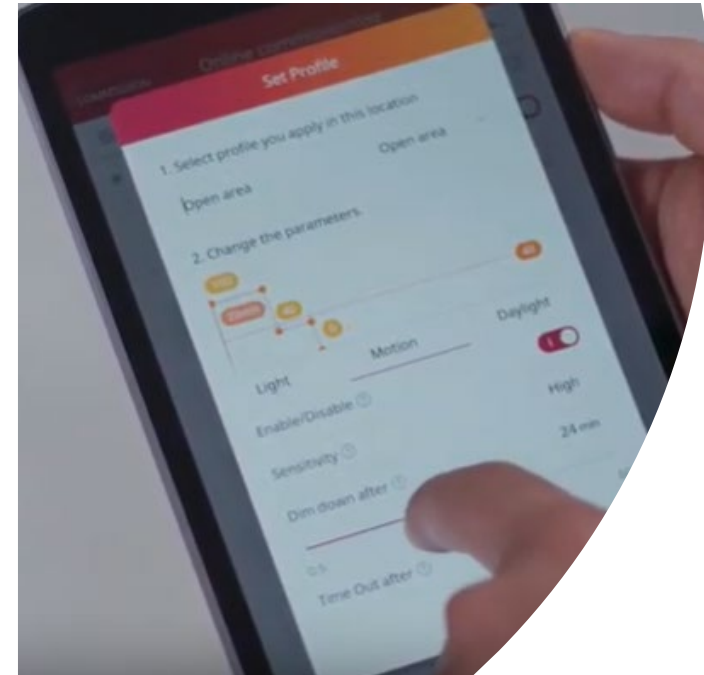 Online commissioning
Set Profile
1. Select profile you apply in this location
Open area
Open area
2. Change the parameters.
Light
Motion
Daylight
Enable/Disable
Sensitivity
High
Dim down after
24 min
0.5
Time Out after